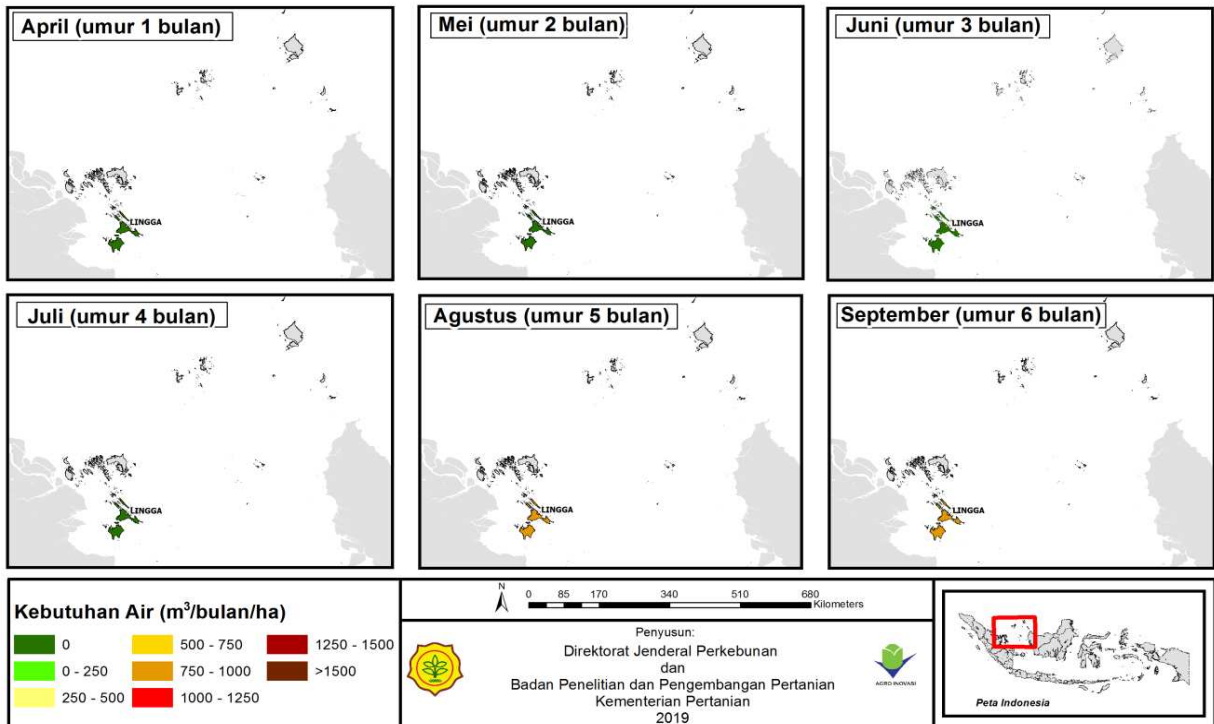 April (umur 1 bulan)
LINGGA
Mei (umur 2 bulan)
LINGGA
Juni (umur 3 bulan)
LINGGA
Juli (umur 4 bulan)
LINGGA
Agustus (umur 5 bulan)
LINGGA
September (umur 6 bulan)
LINGGA
Kebutuhan Air (m³/bulan/ha)
0
0 - 250
250 - 500
500 - 750
750 - 1000
1000 - 1250
1250 - 1500
>1500
N
0 85 170 340 510 680
Kilometers
Penyusun:
Direktorat Jenderal Perkebunan
dan
Badan Penelitian dan Pengembangan Pertanian
Kementerian Pertanian
2019
AGRO INOVASI
Peta Indonesia